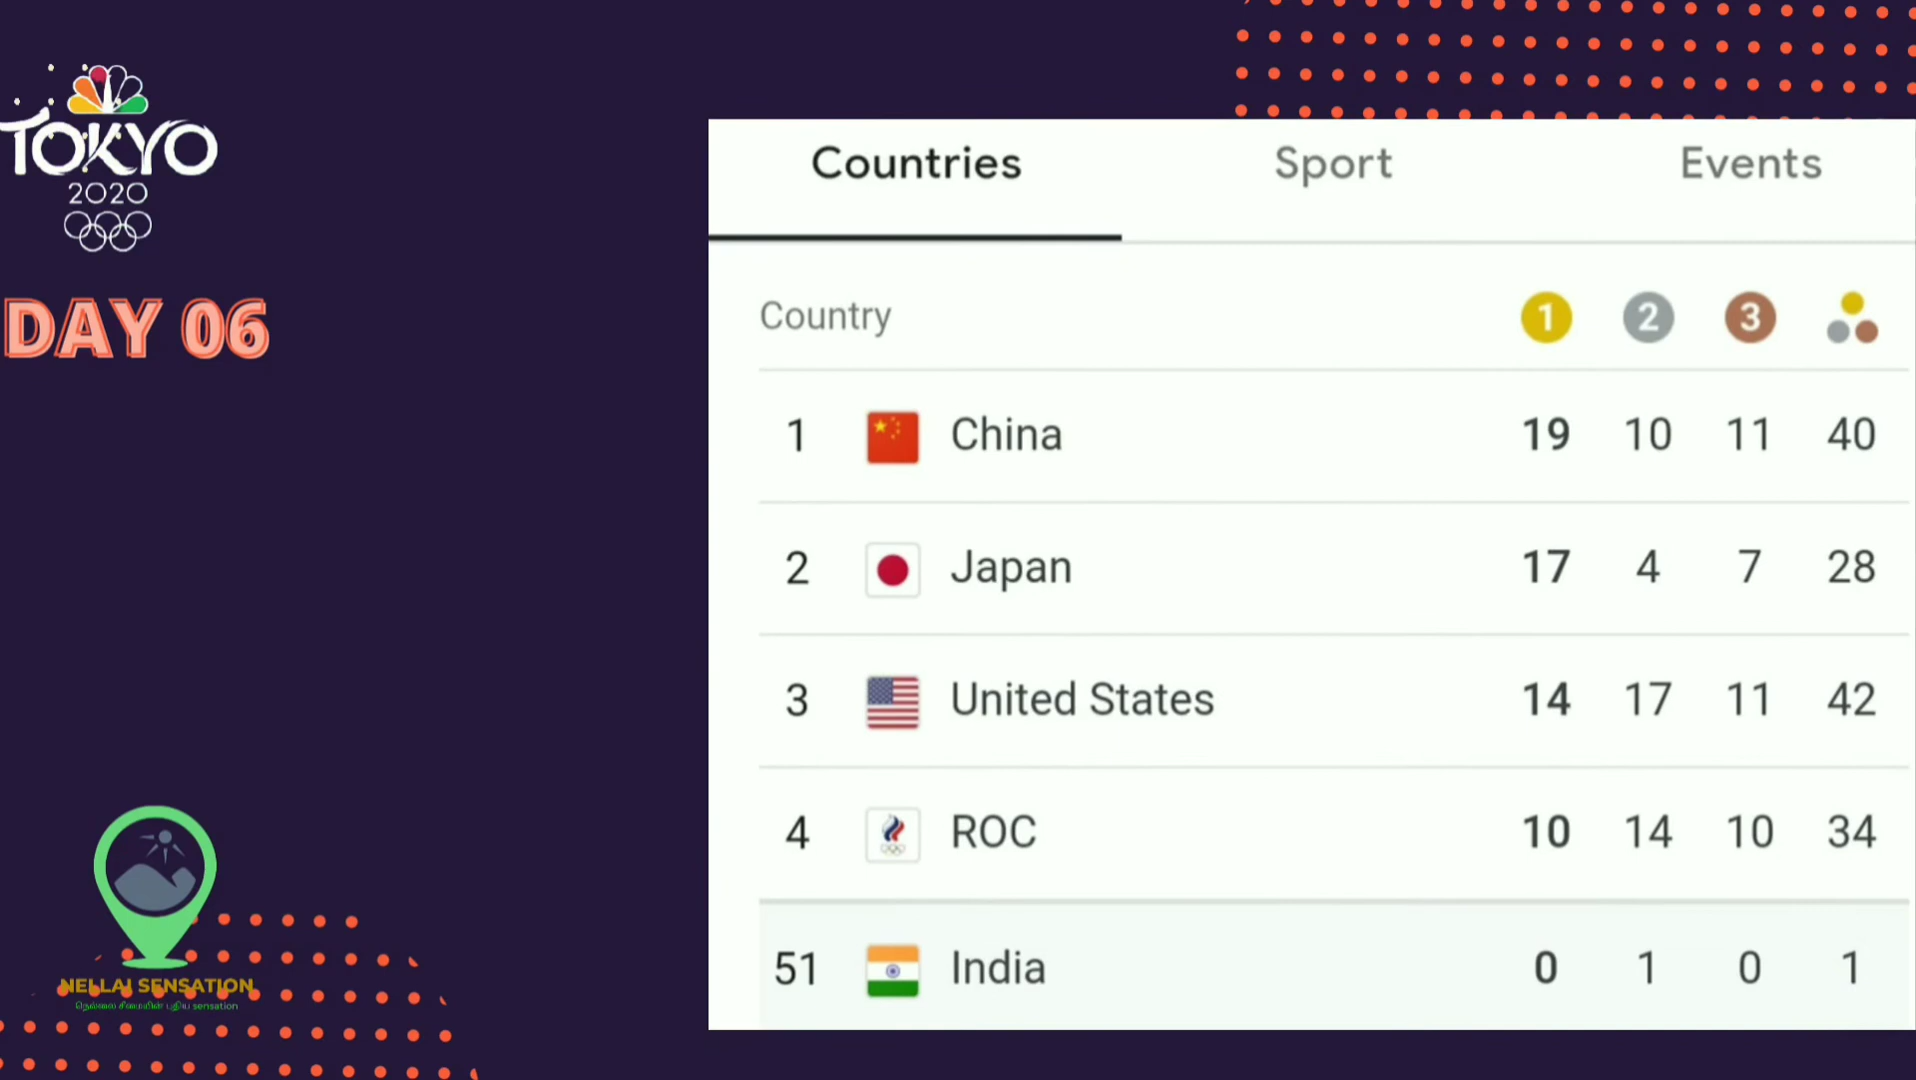 TOKYO
2020
DAY 06
Countries Sport Events
Country 1 2 3
1 China 19 10 11 40
2 Japan 17 4 7 28
3 United States 14 17 11 42
4 ROC 10 14 10 34
51 India 0 1 0 1
NELLAI SENSATION
நெல்லை சீமையின் புதிய sensation